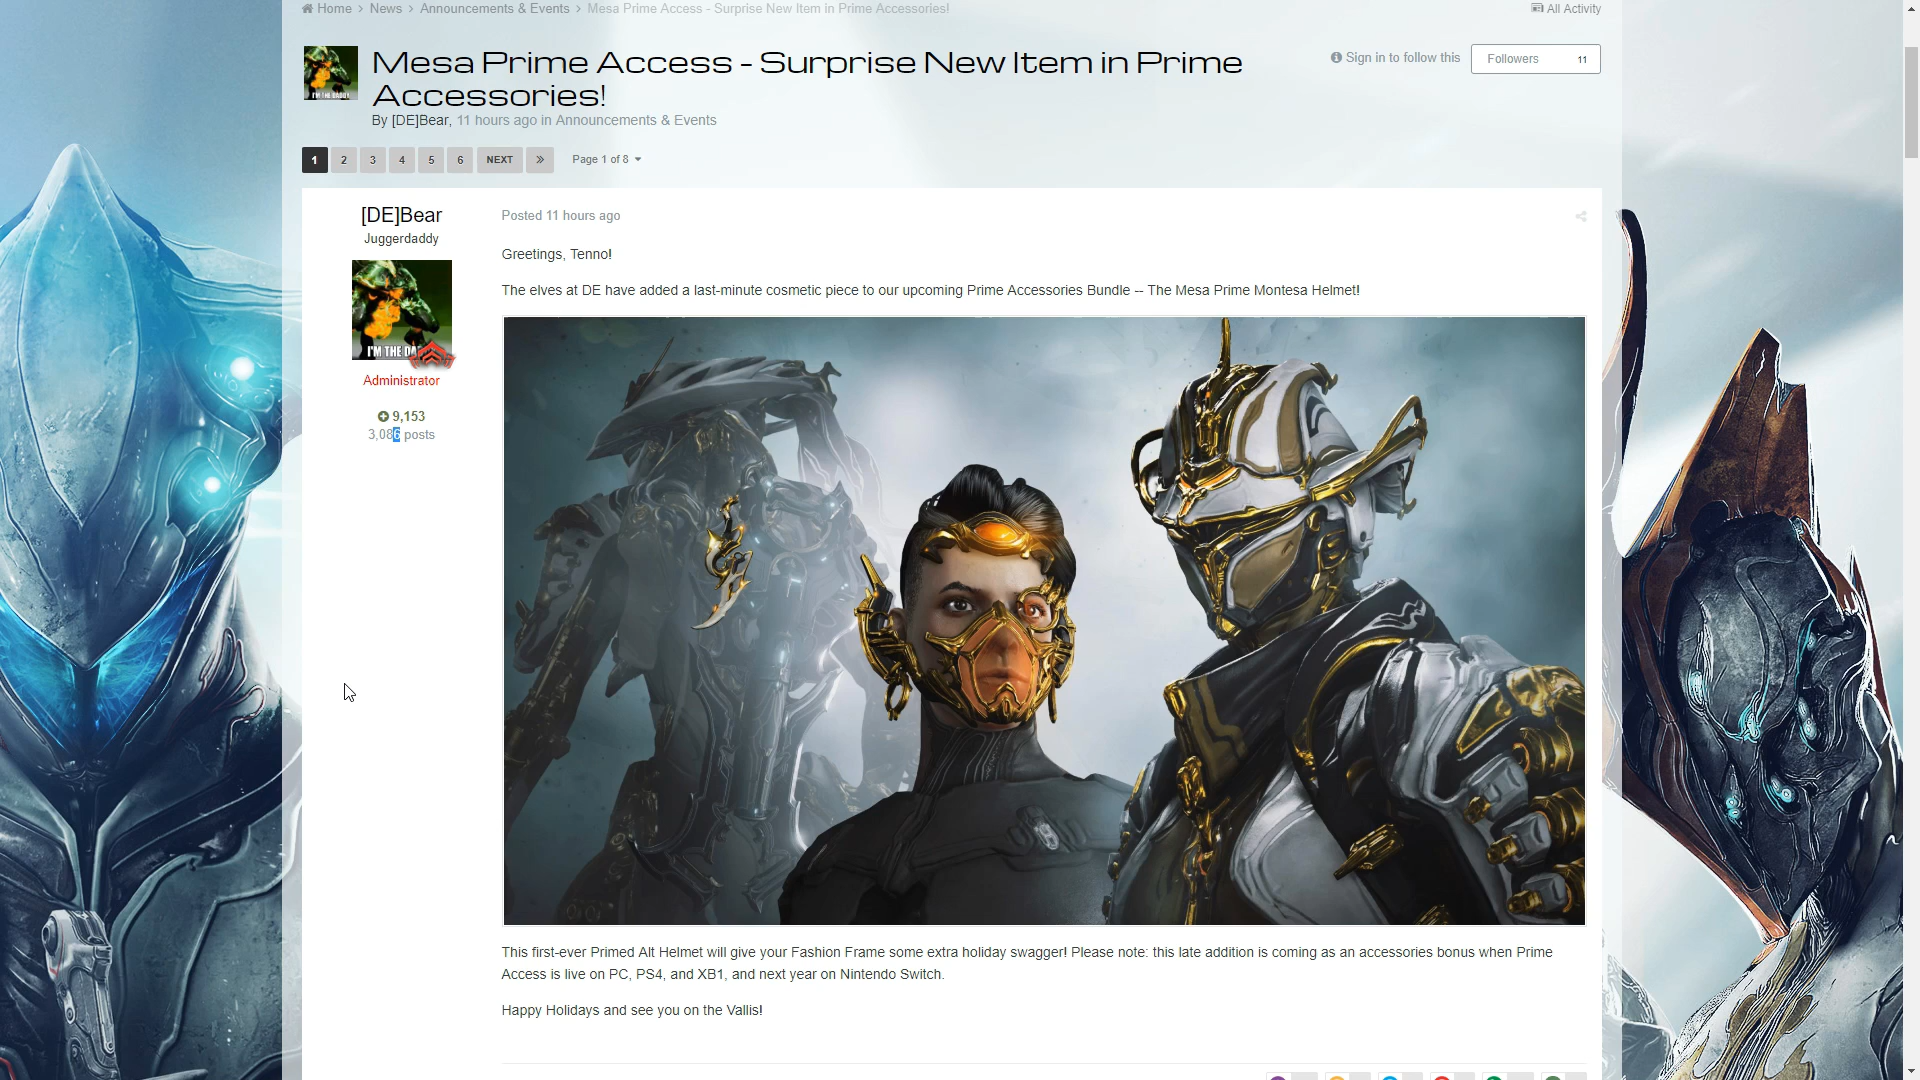 Home > News > Announcements & Events > Mesa Prime Access - Surprise New Item in Prime Accessories!
All Activity
Mesa Prime Access - Surprise New Item in Prime
Accessories!
Sign in to follow this
Followers 11
By [DE]Bear, 11 hours ago in Announcements & Events
1 2 3 4 5 6 NEXT » Page 1 of 8
[DE]Bear
Juggerdaddy
I'M THE DA
Administrator
9,153
3,086 posts
Posted 11 hours ago
Greetings, Tenno!
The elves at DE have added a last-minute cosmetic piece to our upcoming Prime Accessories Bundle -- The Mesa Prime Montesa Helmet!
This first-ever Primed Alt Helmet will give your Fashion Frame some extra holiday swagger! Please note: this late addition is coming as an accessories bonus when Prime
Access is live on PC, PS4, and XB1, and next year on Nintendo Switch.
Happy Holidays and see you on the Vallis!